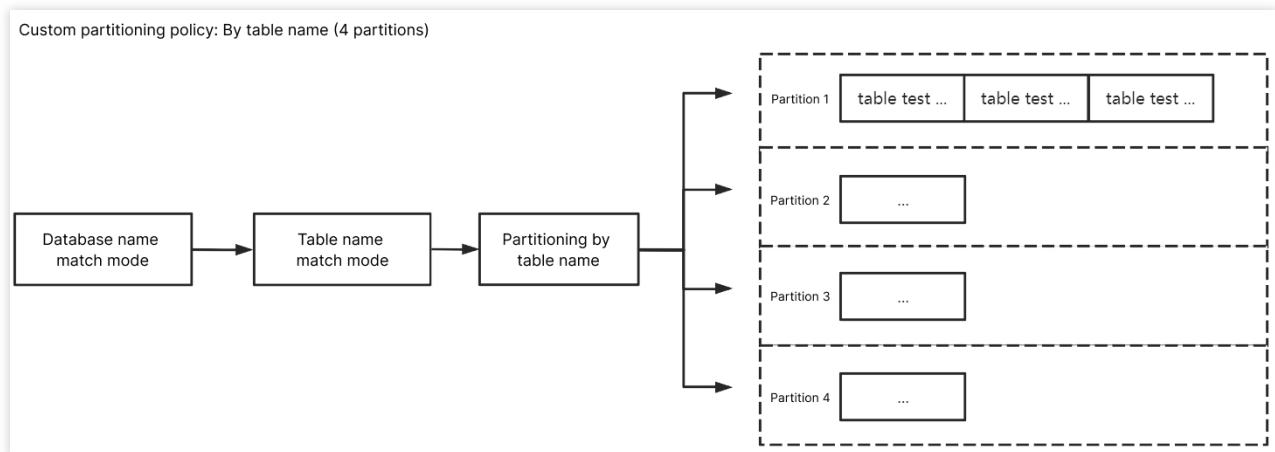 Custom partitioning policy: By table name (4 partitions)
Database name
match mode
Table name
match mode
Partitioning by
table name
Partition 1
table test ...
table test ...
table test ...
Partition 2
...
Partition 3
...
Partition 4
...